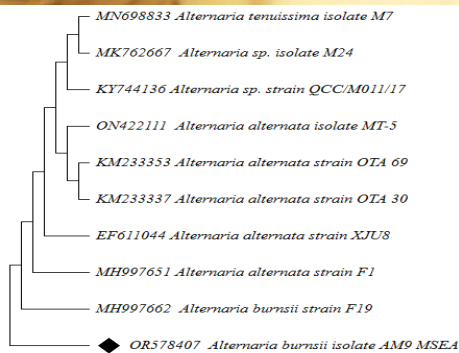 MN698833 Alternaria tenuissima isolate M7
MK762667 Alternaria sp. isolate M24
KY744136 Alternaria sp. strain QCC/M011/17
ON422111 Alternaria alternata isolate MT-5
KM233353 Alternaria alternata strain OTA 69
KM233337 Alternaria alternata strain OTA 30
EF611044 Alternaria alternata strain XJU8
MH997651 Alternaria alternata strain F1
MH997662 Alternaria burnsii strain F19
OR578407 Alternaria burnsii isolate AM9 MSEA